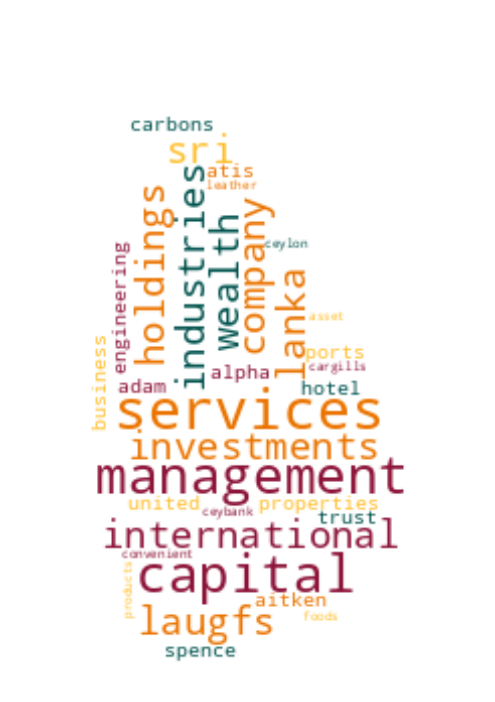 carbons
sri
atis
leather
industries
holdings
wealth
company
ceylon
engineering
lanka
asset
business
ports
cargills
alpha
adam
hotel
services
investments
management
united
properties
ceybank
trust
international
convenient
capital
products
aitken
laugfs
foods
spence